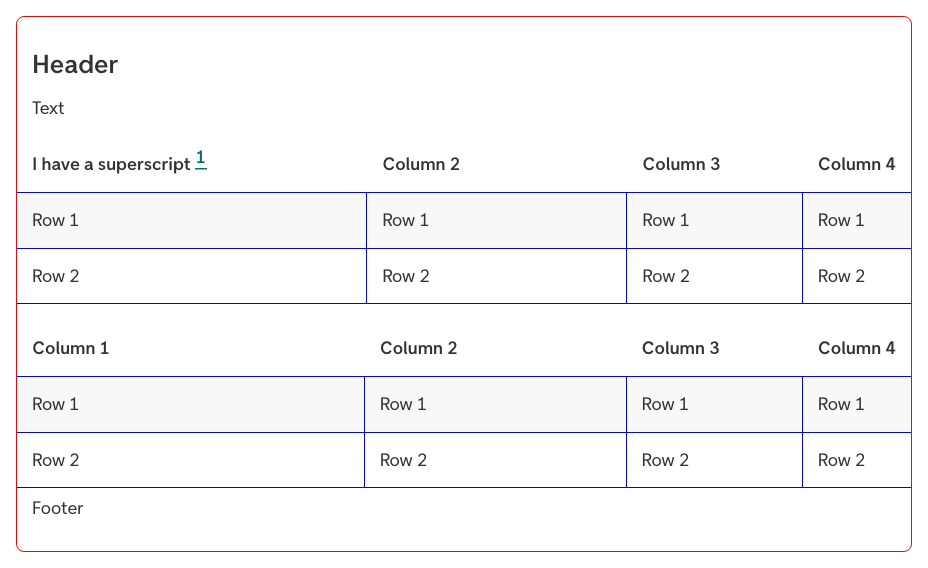 Header
Text
I have a superscript 1 Column 2 Column 3 Column 4
Row 1 Row 1 Row 1 Row 1
Row 2 Row 2 Row 2 Row 2
Column 1 Column 2 Column 3 Column 4
Row 1 Row 1 Row 1 Row 1
Row 2 Row 2 Row 2 Row 2
Footer